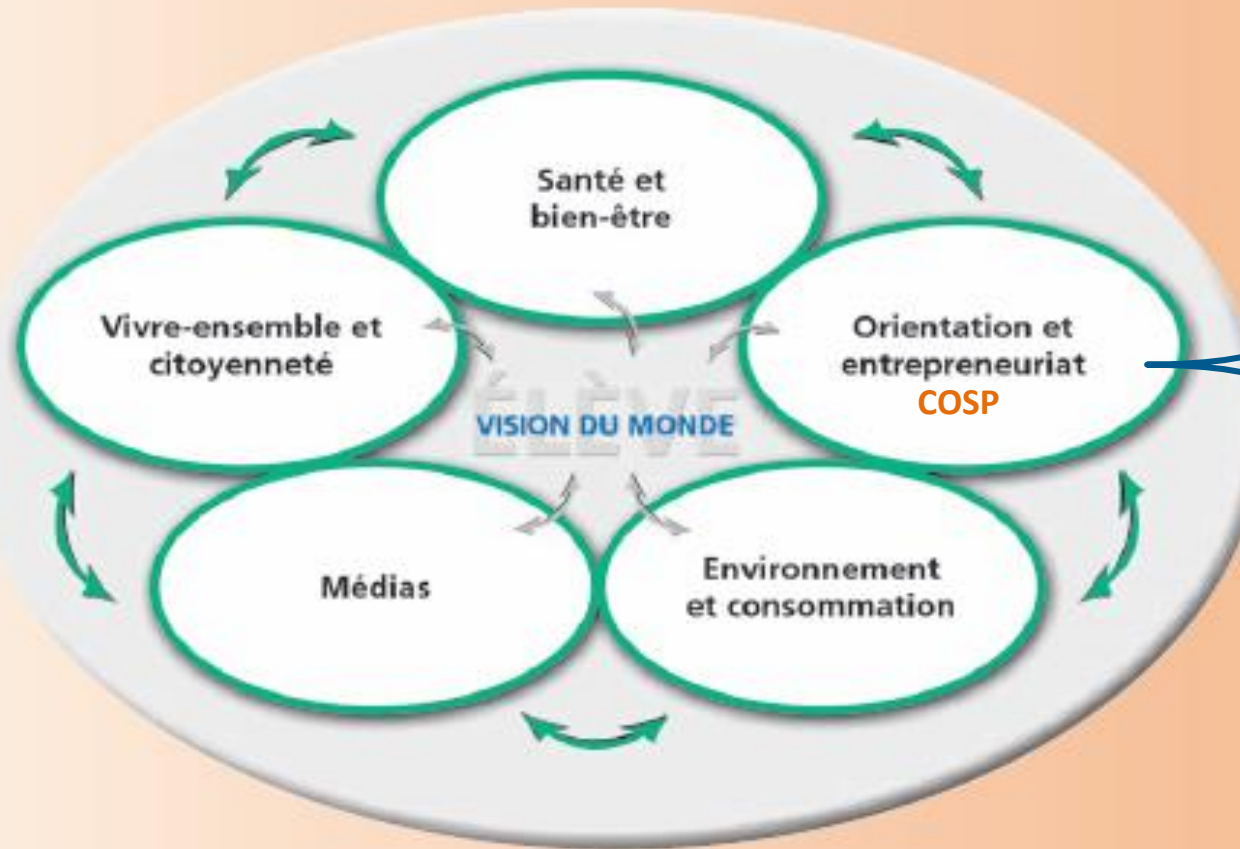 Santé et
bien-être
Vivre-ensemble et
citoyenneté
Orientation et
entrepreneuriat
COSP
ÉLÈVE
VISION DU MONDE
Médias
Environnement
et consommation